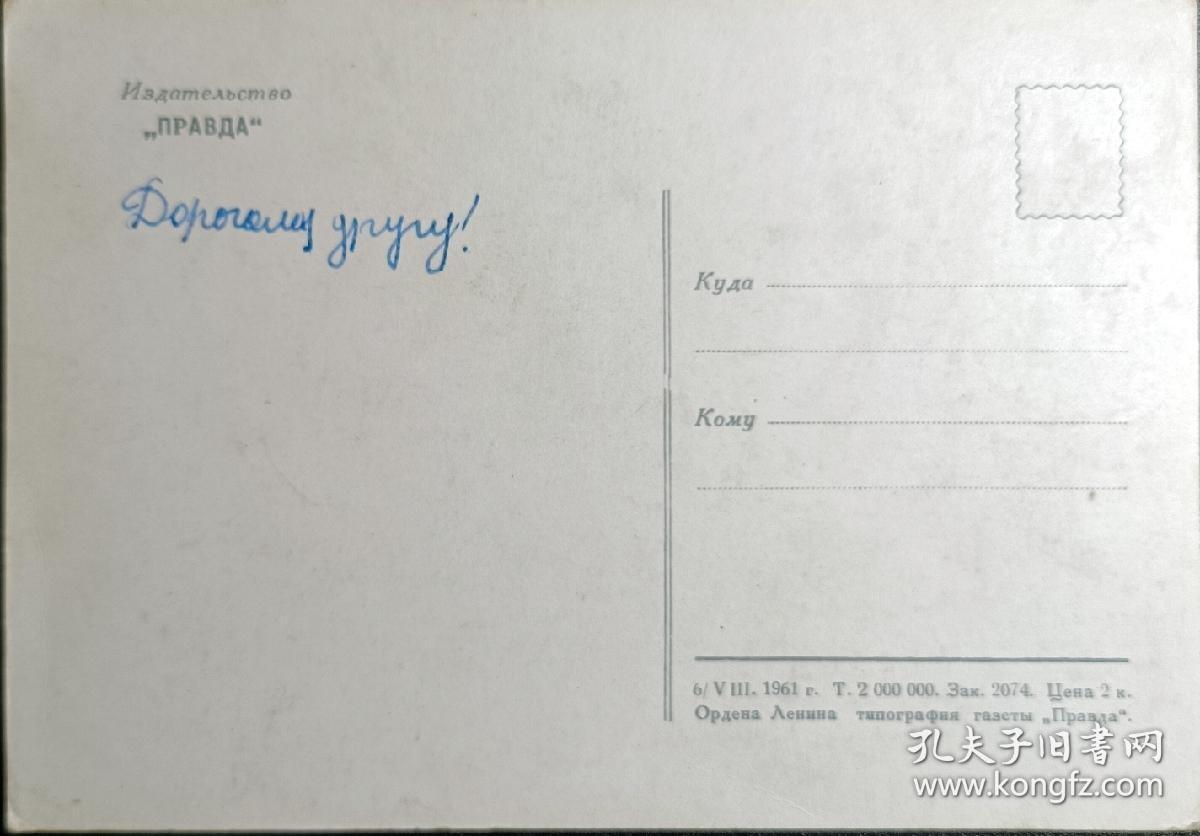 Издательство
„ПРАВДА“
Дорогому другу!
Куда
Кому
6/VIII. 1961 г. Т. 2 000 000. Зак. 2074. Цена 2 к.
Ордена Ленина типография газеты „Правда“.
孔夫子旧书网
www.kongfz.com